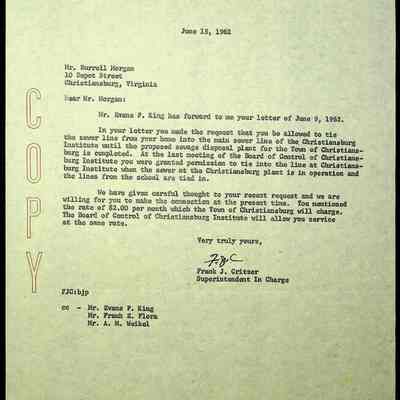 June 15, 1962
Mr. Burrell Morgan
10 Depot Street
Christiansburg, Virginia
Dear Mr. Morgan:
Mr. Evans P. King has forward to me your letter of June 9, 1962.
In your letter you made the request that you be allowed to tie
the sewer line from your home into the main sewer line of the Christiansburg
Institute until the proposed sewage disposal plant for the Town of Christians-
burg is completed. At the last meeting of the Board of Control of Christians-
burg Institute you were granted permission to tie into the line at Christians-
burg Institute when the sewer at the Christiansburg plant is in operation and
the lines from the school are tied in.
We have given careful thought to your recent request and we are
willing for you to make the connection at the present time. You mentioned
the rate of $2.00 per month which the Town of Christiansburg will charge.
The Board of Control of Christiansburg Institute will allow you service
at the same rate.
Very truly yours,
FJC
Frank J. Critzer
Superintendent In Charge
FJC:bjp
cc - Mr. Evans P. King
Mr. Frank E. Flora
Mr. A. M. Weikel
COPY